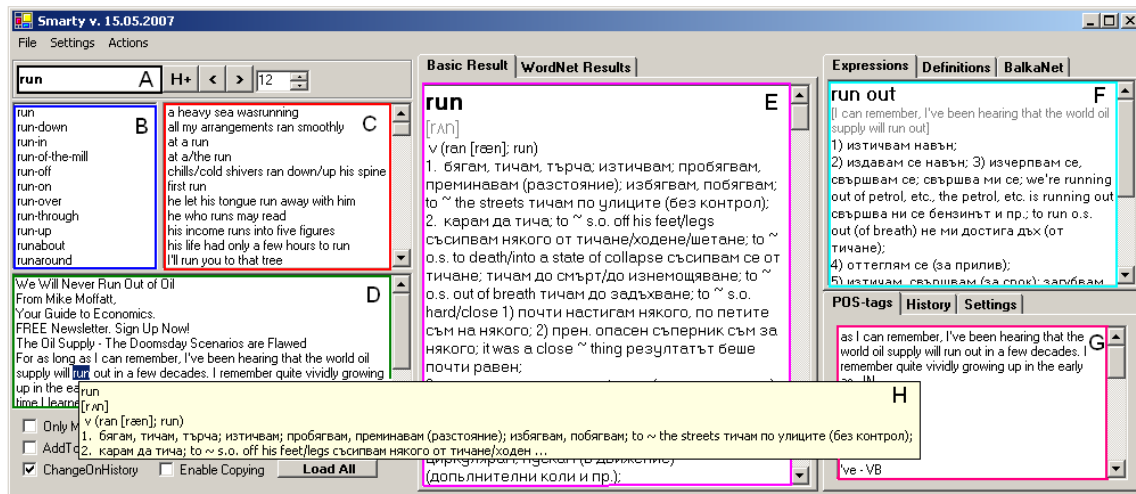 Smarty v. 15.05.2007
File Settings Actions
run A H+ < > 12
run
run-down
run-in
run-of-the-mill
run-off
run-on
run-over
run-through
run-up
runabout
runaround
B
a heavy sea wasrunning
all my arrangements ran smoothly
at a run
at a/the run
chills/cold shivers ran down/up his spine
first run
he let his tongue run away with him
he who runs may read
his income runs into five figures
his life had only a few hours to run
I'll run you to that tree
C
We Will Never Run Out of Oil
From Mike Moffatt,
Your Guide to Economics.
FREE Newsletter. Sign Up Now!
The Oil Supply - The Doomsday Scenarios are Flawed
For as long as I can remember, I've been hearing that the world oil
supply will run out in a few decades. I remember quite vividly growing
up in the
time I
D
Only
ChangeOnHistory Enable Copying Load All
Basic Result WordNet Results
run E
[rʌn]
v (ran [ræn]; run)
1. бягам, тичам, търча; изтичвам; пробягвам,
преминавам (разстояние); избягвам, побягвам;
to ~ the streets тичам по улиците (без контрол);
2. карам да тича; to ~ s.o. off his feet/legs
съсипвам някого от тичане/ходене/шетане; to ~
o.s. to death/into a state of collapse съсипвам се от
тичане; тичам до смърт/до изнемощяване; to ~
o.s. out of breath тичам до задъхване; to ~ s.o.
hard/close 1) почти настигам някого, по петите
съм на някого; 2) прен. опасен съперник съм за
някого; it was a close ~ thing резултатът беше
почти равен;
(допълнителни коли и пр.);
Expressions Definitions BalkaNet
run out F
[I can remember, I've been hearing that the world oil
supply will run out]
1) изтичвам навън;
2) издавам се навън; 3) изчерпвам се,
свършвам се; свършва ми се; we're running
out of petrol, etc., the petrol, etc. is running out
свършва ни се бензинът и пр.; to run o.s.
out (of breath) не ми достига дъх (от
тичане);
4) оттеглям се (за прилив);
5) изтичам, свършвам (за срок); загубвам
POS-tags History Settings
as I can remember, I've been hearing that the
world oil supply will run out in a few decades. I
remember quite vividly growing up in the early
G
've - VB
run H
[rʌn]
v (ran [ræn]; run)
1. бягам, тичам, търча; изтичвам; пробягвам, преминавам (разстояние); избягвам, побягвам; to ~ the streets тичам по улиците (без контрол);
2. карам да тича; to ~ s.o. off his feet/legs съсипвам някого от тичане/ходен ...